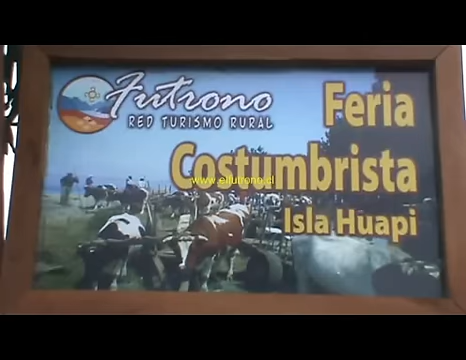 Futrono
RED TURISMO RURAL
Feria
Costumbrista
www.elfutrono.cl
Isla Huapi